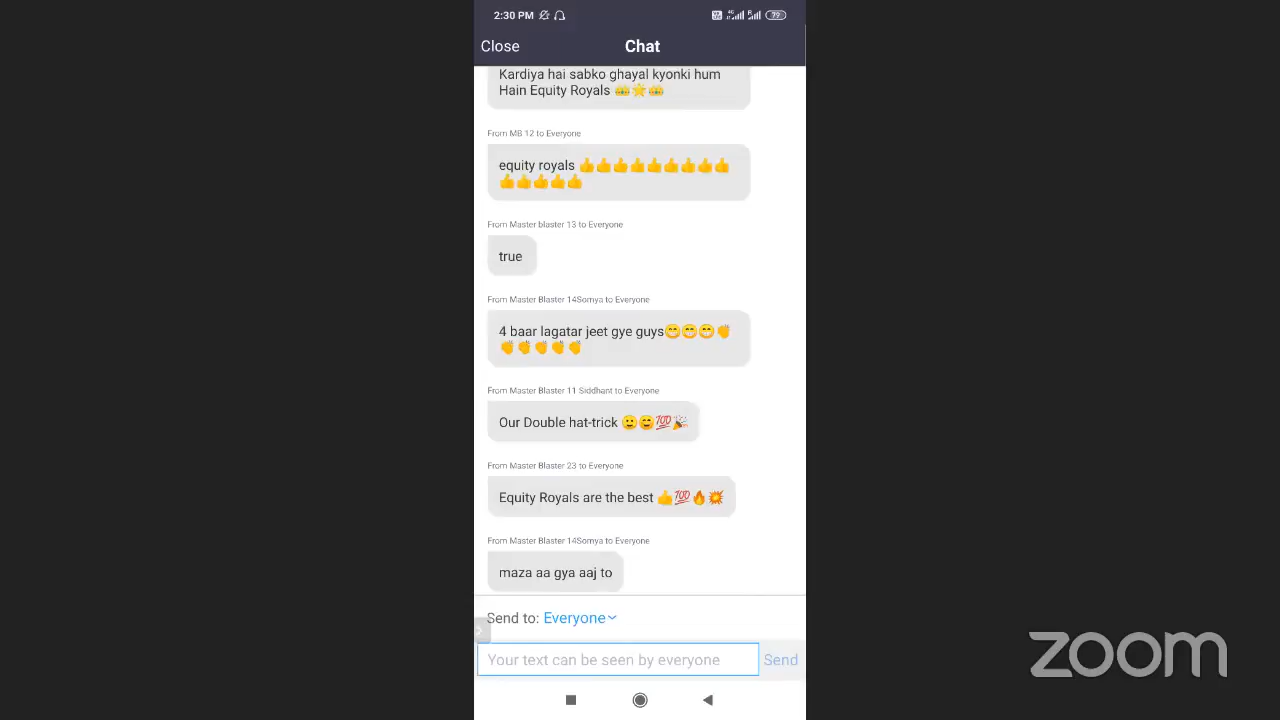 2:30 PM
79
Close
Chat
Kardiya hai sabko ghayal kyonki hum
Hain Equity Royals 👑⭐👑
From MB 12 to Everyone
equity royals 👍👍👍👍👍👍👍👍👍
👍👍👍👍👍
From Master blaster 13 to Everyone
true
From Master Blaster 14Somya to Everyone
4 baar lagatar jeet gye guys😁😁😁👏
👏👏👏👏👏
From Master Blaster 11 Siddhant to Everyone
Our Double hat-trick 🙂😊💯🎉
From Master Blaster 23 to Everyone
Equity Royals are the best 👍💯🔥💥
From Master Blaster 14Somya to Everyone
maza aa gya aaj to
Send to: Everyone
Your text can be seen by everyone
Send
zoom